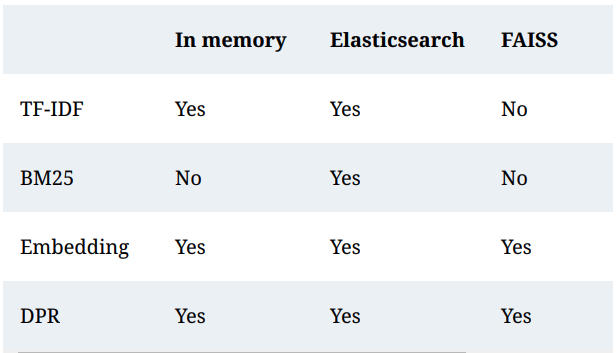 In memory Elasticsearch FAISS
TF-IDF Yes Yes No
BM25 No Yes No
Embedding Yes Yes Yes
DPR Yes Yes Yes